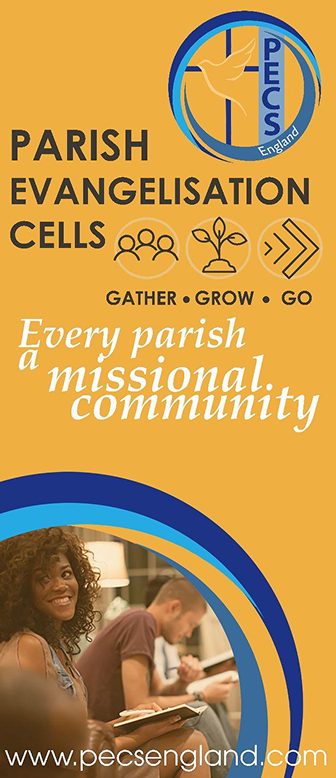 PECS
England
PARISH
EVANGELISATION
CELLS
GATHER • GROW • GO
Every parish
a missional
community
www.pecsengland.com